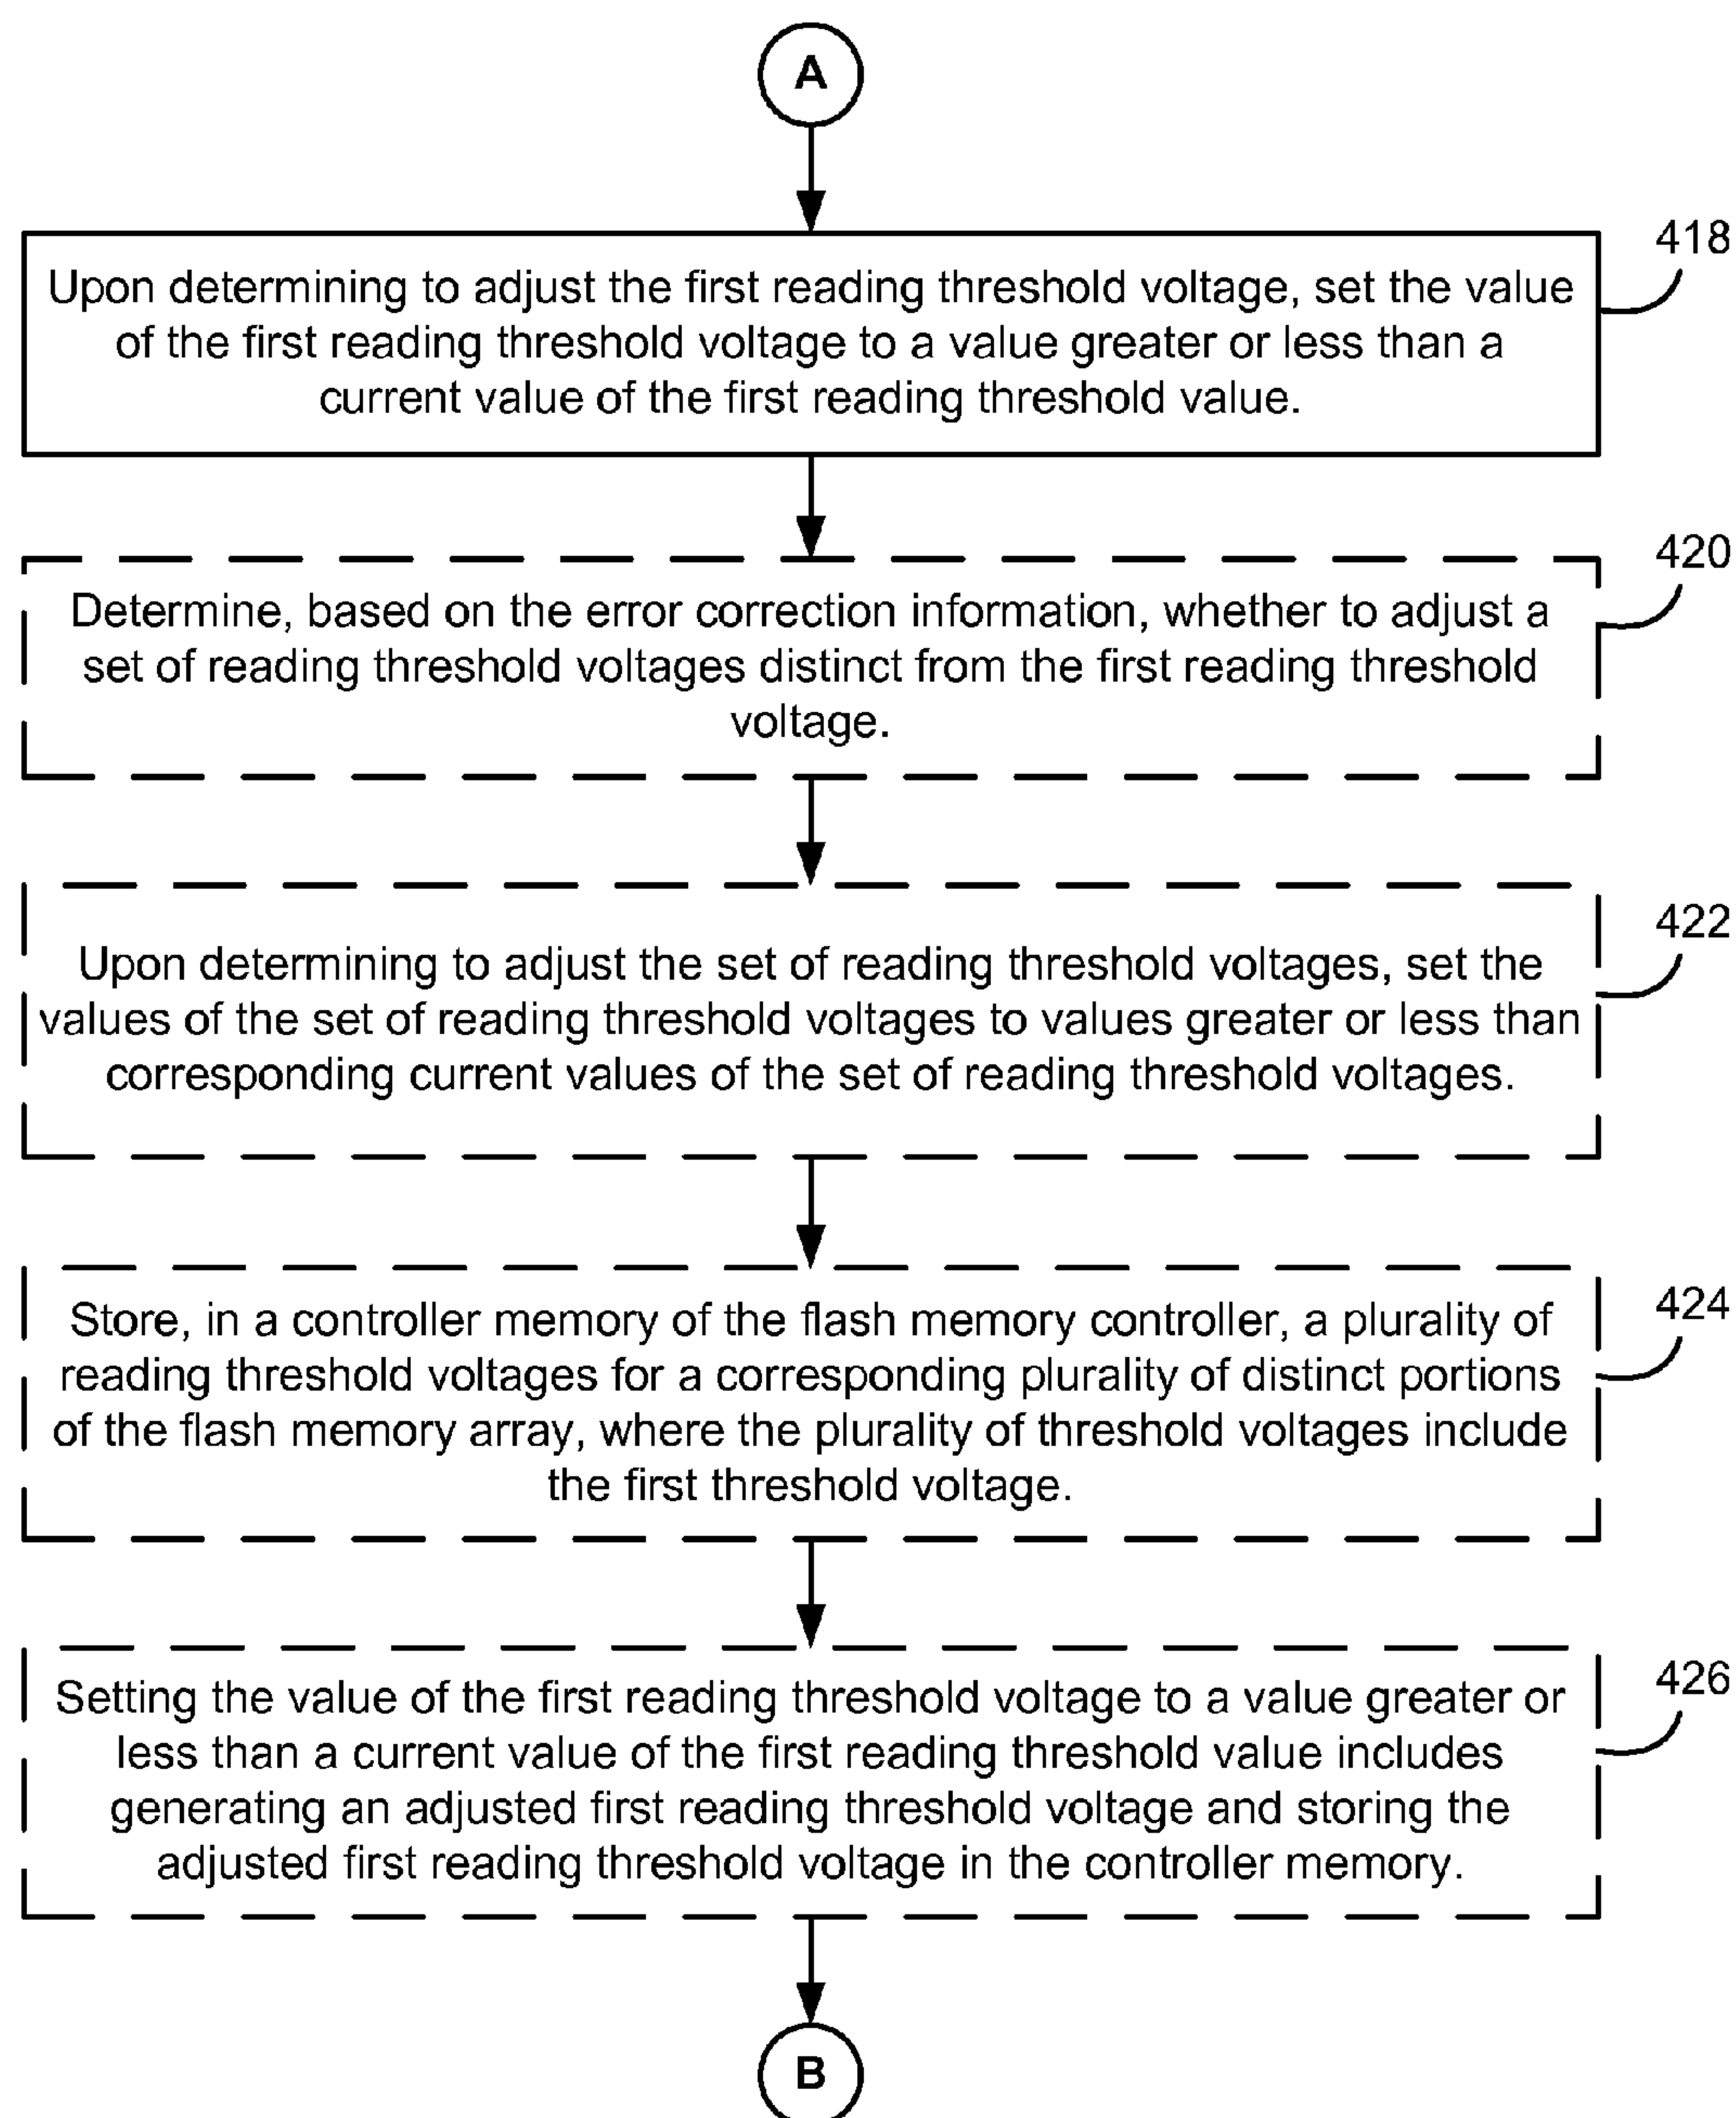 A
418
Upon determining to adjust the first reading threshold voltage, set the value
of the first reading threshold voltage to a value greater or less than a
current value of the first reading threshold value.
420
Determine, based on the error correction information, whether to adjust a
set of reading threshold voltages distinct from the first reading threshold
voltage.
422
Upon determining to adjust the set of reading threshold voltages, set the
values of the set of reading threshold voltages to values greater or less than
corresponding current values of the set of reading threshold voltages.
424
Store, in a controller memory of the flash memory controller, a plurality of
reading threshold voltages for a corresponding plurality of distinct portions
of the flash memory array, where the plurality of threshold voltages include
the first threshold voltage.
426
Setting the value of the first reading threshold voltage to a value greater or
less than a current value of the first reading threshold value includes
generating an adjusted first reading threshold voltage and storing the
adjusted first reading threshold voltage in the controller memory.
B